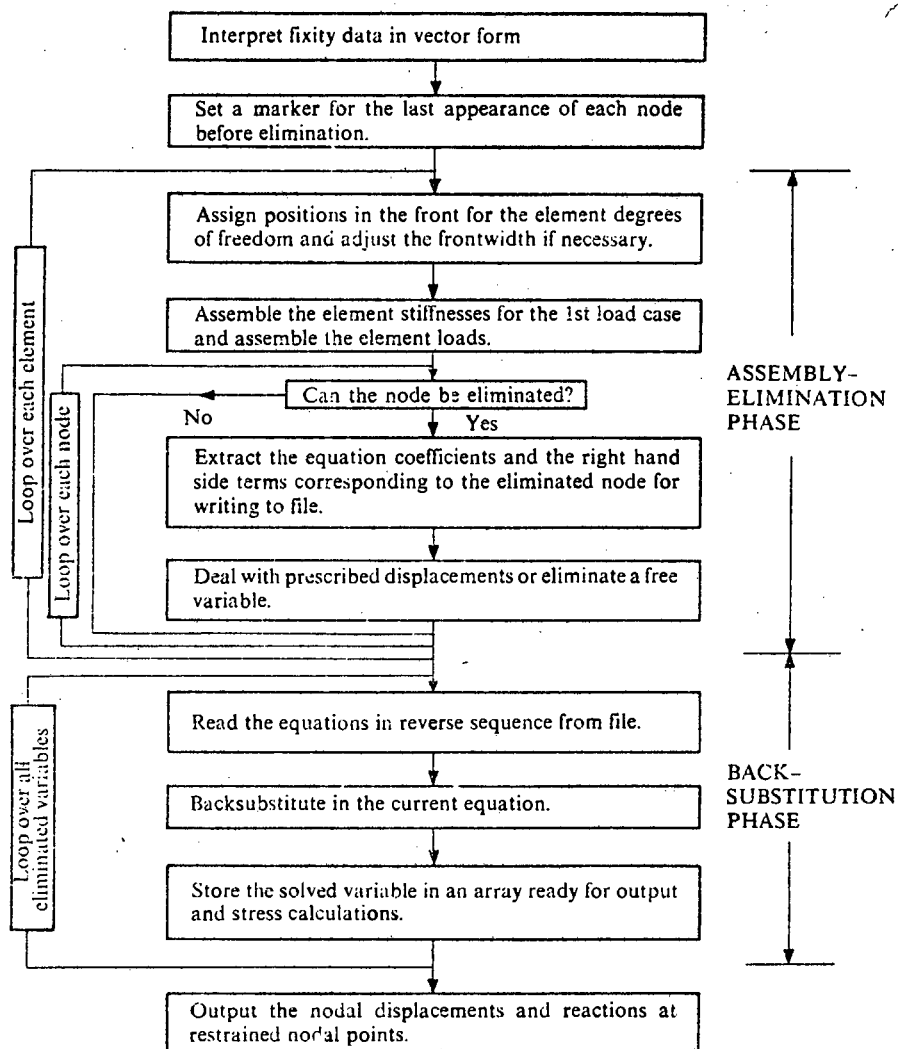 Interpret fixity data in vector form
Set a marker for the last appearance of each node
before elimination.
Assign positions in the front for the element degrees
of freedom and adjust the frontwidth if necessary.
Assemble the element stiffnesses for the 1st load case
and assemble the element loads.
Can the node be eliminated?
No
Yes
Extract the equation coefficients and the right hand
side terms corresponding to the eliminated node for
writing to file.
Deal with prescribed displacements or eliminate a free
variable.
Loop over each element
Loop over each node
ASSEMBLY-
ELIMINATION
PHASE
Read the equations in reverse sequence from file.
Backsubstitute in the current equation.
Store the solved variable in an array ready for output
and stress calculations.
Loop over all
eliminated variables
BACK-
SUBSTITUTION
PHASE
Output the nodal displacements and reactions at
restrained nodal points.